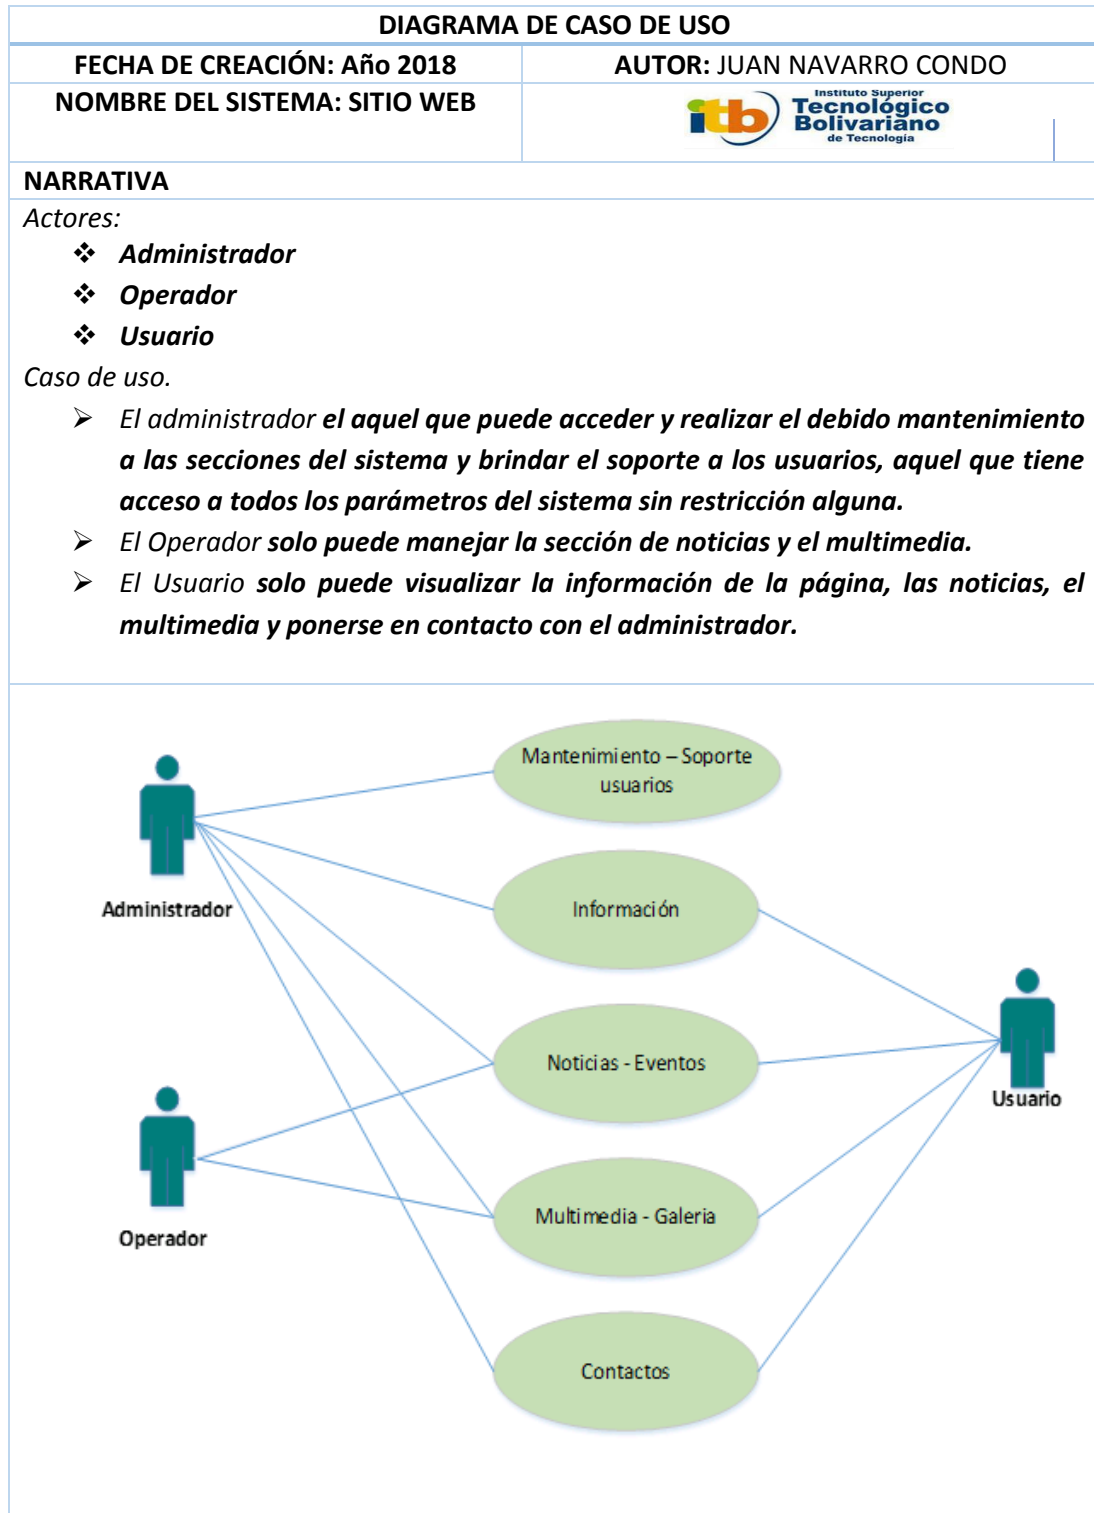 DIAGRAMA DE CASO DE USO
FECHA DE CREACIÓN: Año 2018
AUTOR: JUAN NAVARRO CONDO
NOMBRE DEL SISTEMA: SITIO WEB
itb
Instituto Superior
Tecnológico
Bolivariano
de Tecnología
NARRATIVA
Actores:
❖ Administrador
❖ Operador
❖ Usuario
Caso de uso.
➢ El administrador el aquel que puede acceder y realizar el debido mantenimiento
a las secciones del sistema y brindar el soporte a los usuarios, aquel que tiene
acceso a todos los parámetros del sistema sin restricción alguna.
➢ El Operador solo puede manejar la sección de noticias y el multimedia.
➢ El Usuario solo puede visualizar la información de la página, las noticias, el
multimedia y ponerse en contacto con el administrador.
Mantenimiento – Soporte
usuarios
Administrador
Información
Noticias - Eventos
Usuario
Multimedia - Galeria
Operador
Contactos